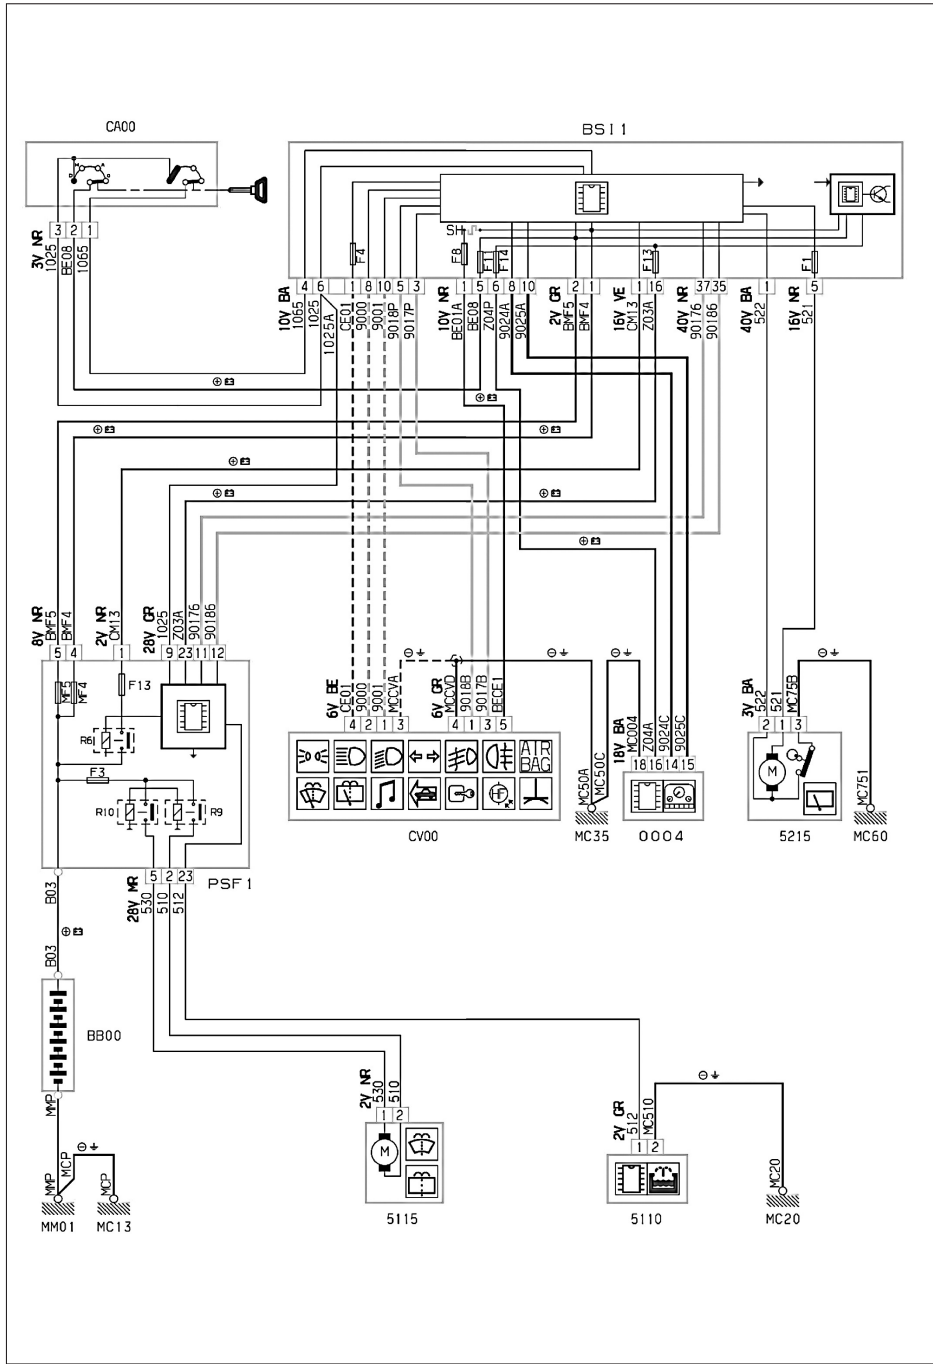 CA00
BSI1
SH
F4
F8
F1
F14
F13
F1
3 2 1
4 6 8 10 5 3 1 5 6 8 10 2 1 1 16 37 35 1 5
3V NR
1025
BE08
1065
10V BA
1065
1025
1025A
CE01
9000
9001
9018P
9017P
10V NR
BE01A
BE08
Z04P
9024A
9025A
2V GR
BMF5
BMF4
16V VE
CM13
Z03A
40V NR
90176
90186
40V BA
522
16V NR
521
8V NR
BMF5
BMF4
2V NR
CM13
28V GR
1025
Z03A
90176
90186
5 4 1 9 23 11 12
MF5
MF4
F13
R6
F3
R10
R9
5 2 23
PSF1
28V MR
530
510
512
6V BE
CE01
9000
9001
MCCVA
6V GR
MCCVD
9018B
9017B
BECE1
4 2 1 3 4 1 3 5
AIR
BAG
HF
CV00
MC50A
MC50C
MC35
18V BA
MC004
Z04A
9024C
9025C
18 16 14 15
0004
3V BA
522
521
MC75B
2 1 3
M
5215
MC751
MC60
B03
B03
BB00
MMP
MMP
MCP
MCP
MM01
MC13
2V NR
530
510
1 2
M
5115
2V GR
512
MC510
1 2
5110
MC20
MC20